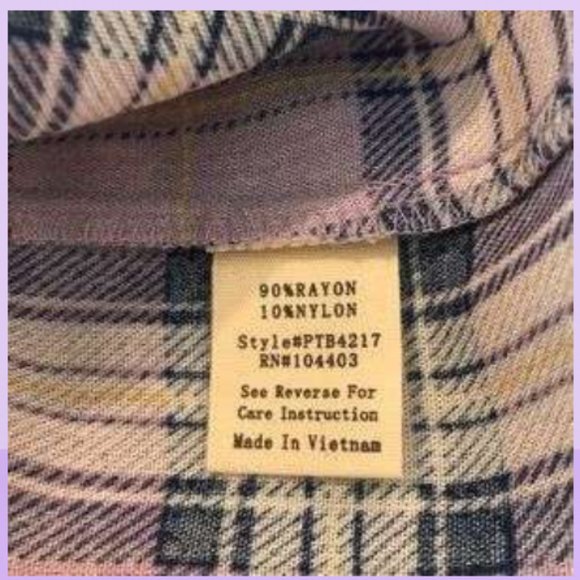 90%RAYON
10%NYLON
Style#PTB4217
RN#104403
See Reverse For
Care Instruction
Made In Vietnam